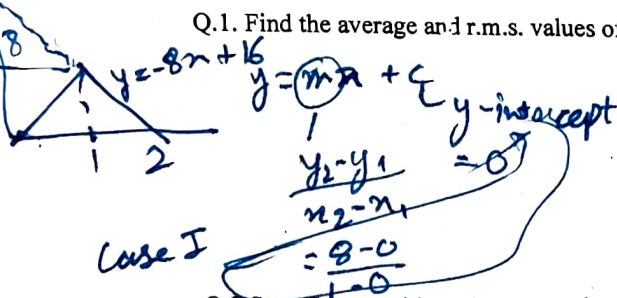 Q.1. Find the average and r.m.s. values o
8
y=-8x+16
y = mx + c
y-intercept
= 0
y₂-y₁
x₂-x₁
1 2
Case I
= 8-0
1-0